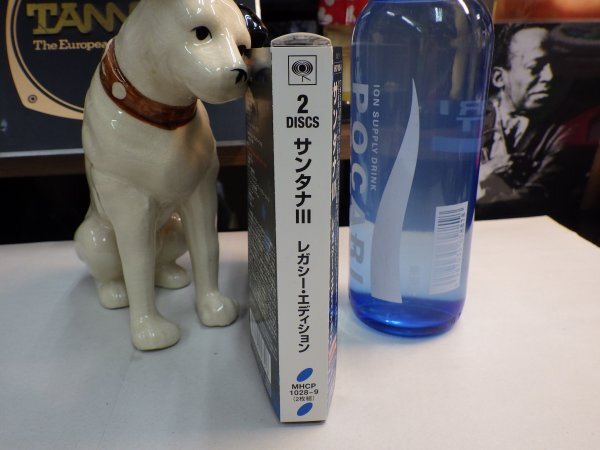 TANN
The European
2
DISCS
サンタナIII
レガシー・エディション
MHCP
1028-9
(2枚組)
ION SUPPLY DRINK
POCARI